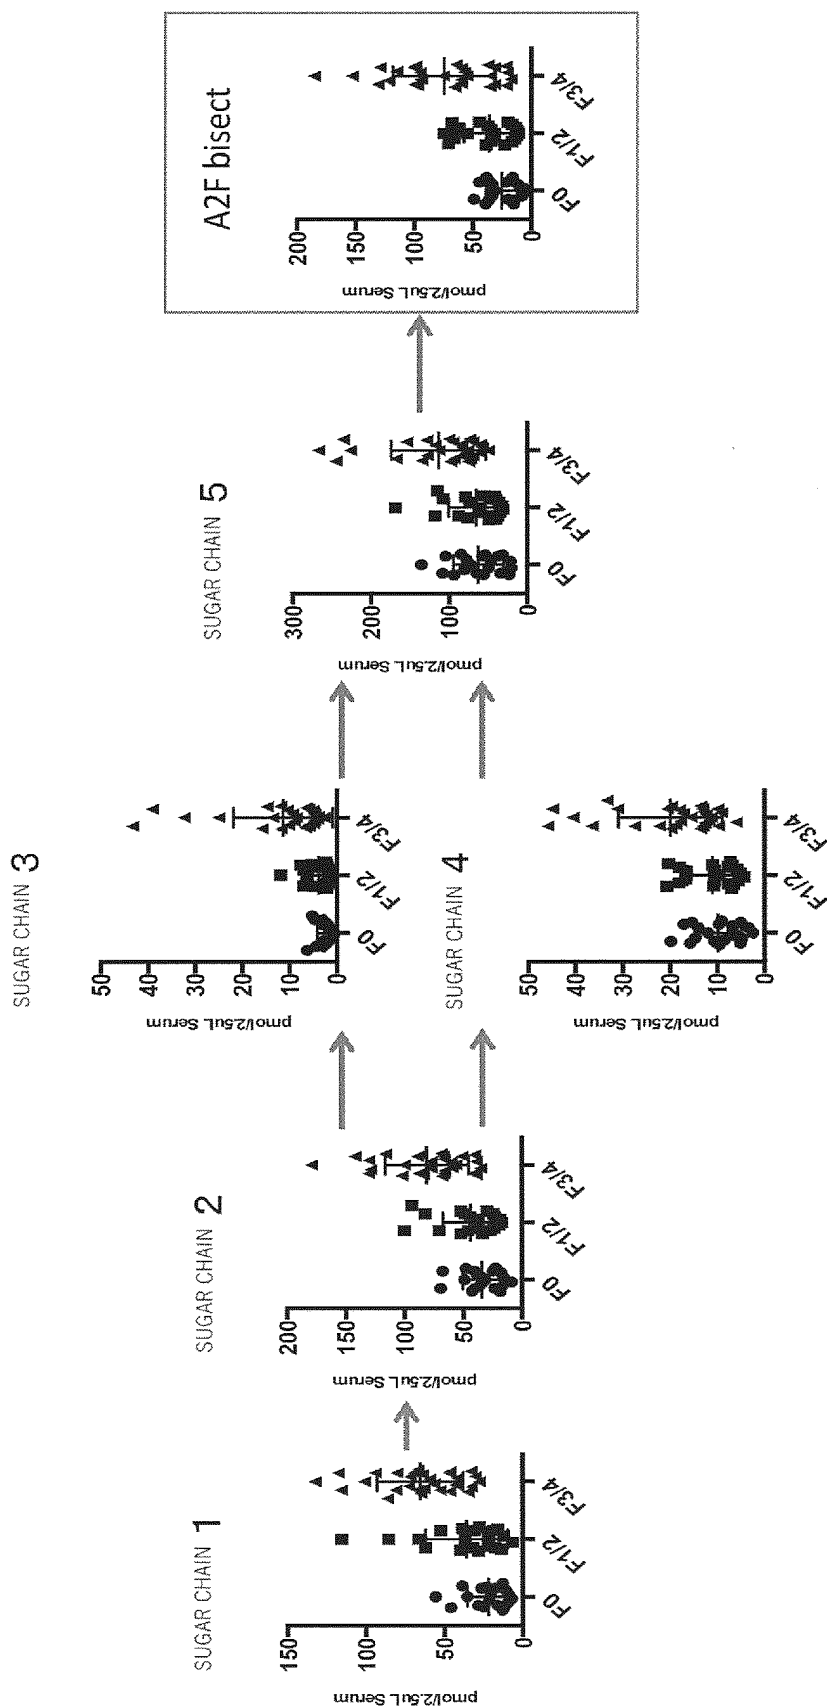 SUGAR CHAIN 1
pmol/2.5uL Serum
150
100
50
0
F0
F1/2
F3/4
SUGAR CHAIN 2
pmol/2.5uL Serum
200
150
100
50
0
F0
F1/2
F3/4
SUGAR CHAIN 3
pmol/2.5uL Serum
50
40
30
20
10
0
F0
F1/2
F3/4
SUGAR CHAIN 4
pmol/2.5uL Serum
50
40
30
20
10
0
F0
F1/2
F3/4
SUGAR CHAIN 5
pmol/2.5uL Serum
300
200
100
0
F0
F1/2
F3/4
A2F bisect
pmol/2.5uL Serum
200
150
100
50
0
F0
F1/2
F3/4